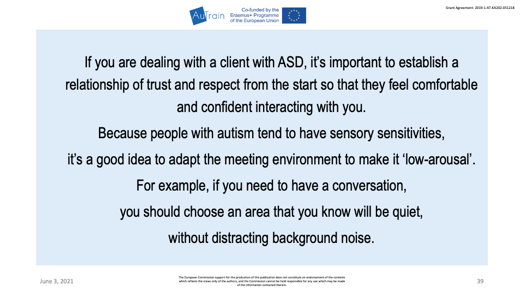 AuTrain
Co-funded by the
Erasmus+ Programme
of the European Union
Grant Agreement: 2019-1-AT-KA202-051218
If you are dealing with a client with ASD, it's important to establish a
relationship of trust and respect from the start so that they feel comfortable
and confident interacting with you.
Because people with autism tend to have sensory sensitivities,
it's a good idea to adapt the meeting environment to make it 'low-arousal'.
For example, if you need to have a conversation,
you should choose an area that you know will be quiet,
without distracting background noise.
June 3, 2021
The European Commission support for the production of this publication does not constitute an endorsement of the contents
which reflects the views only of the authors, and the Commission cannot be held responsible for any use which may be made
of the information contained therein.
39